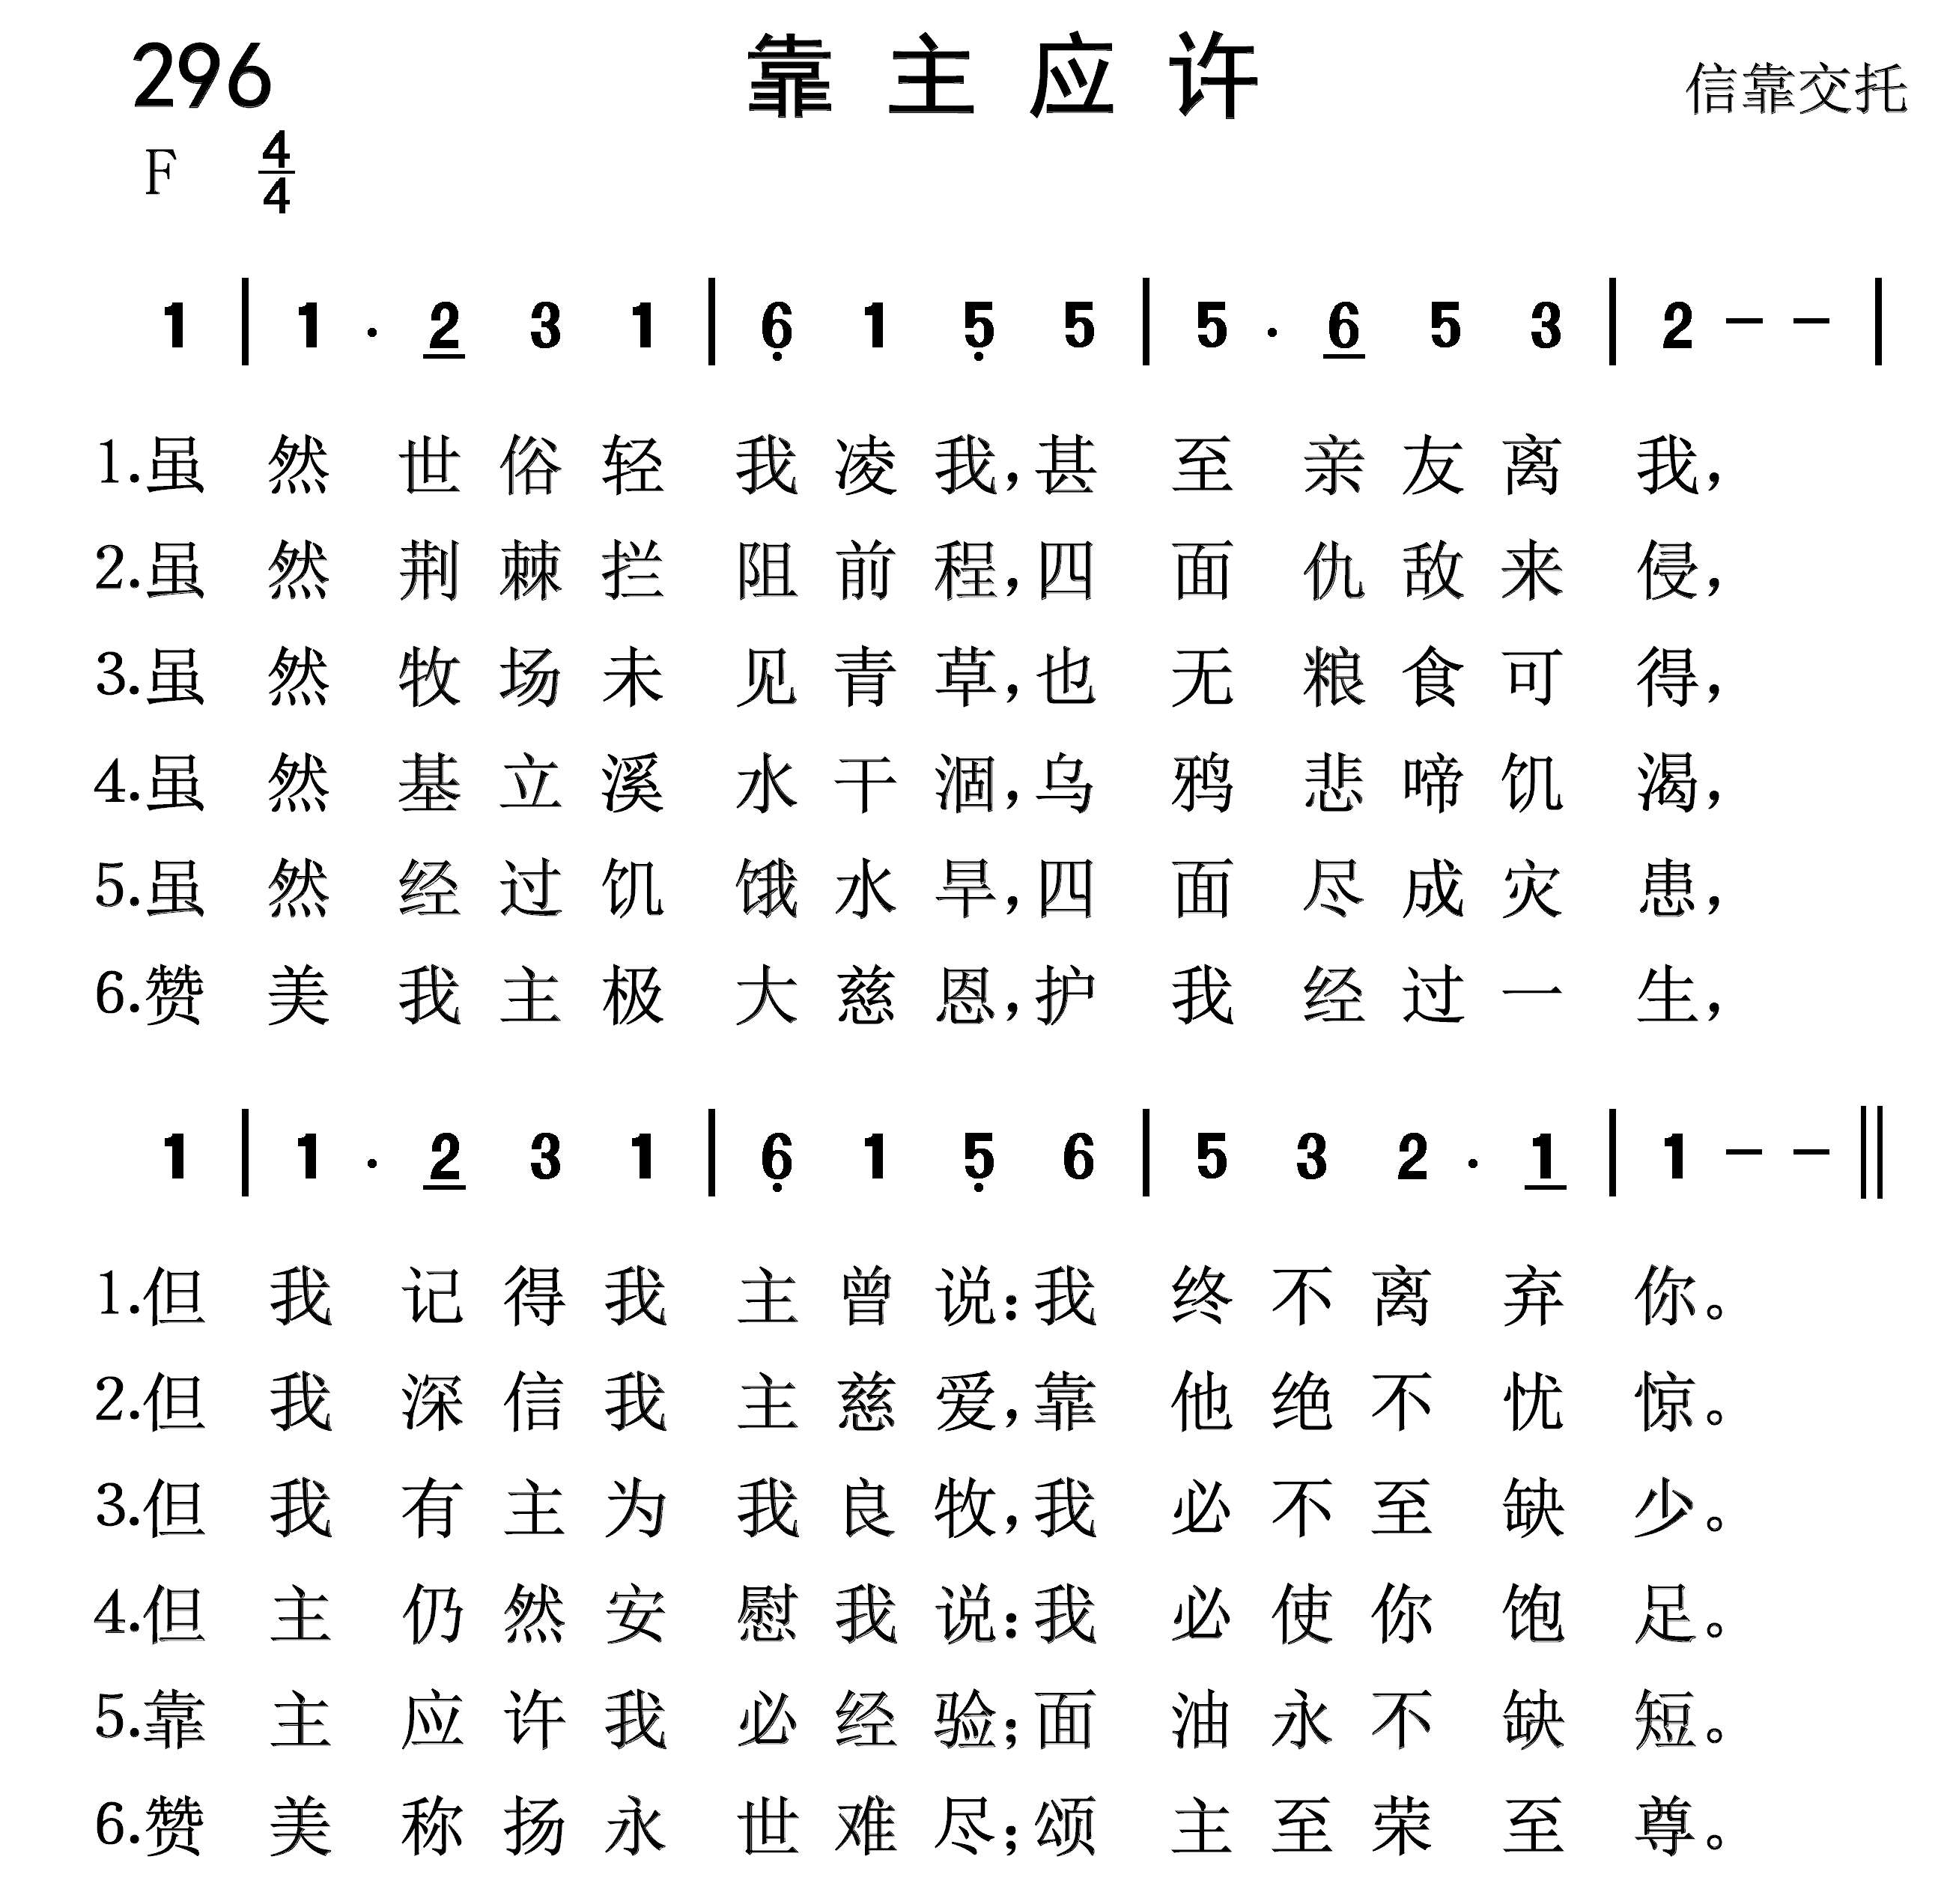 296 靠主应许 信靠交托
F 4/4
1 | 1 · 2 3 1 | 6 1 5 5 | 5 · 6 5 3 | 2 - - |
1.虽然世俗轻我凌我,甚至亲友离我,
2.虽然荆棘拦阻前程,四面仇敌来侵,
3.虽然牧场未见青草,也无粮食可得,
4.虽然基立溪水干涸,乌鸦悲啼饥渴,
5.虽然经过饥饿水旱,四面尽成灾患,
6.赞美我主极大慈恩,护我经过一生,
1 | 1 · 2 3 1 | 6 1 5 6 | 5 3 2 · 1 | 1 - - ||
1.但我记得我主曾说:我终不离弃你。
2.但我深信我主慈爱,靠他绝不忧惊。
3.但我有主为我良牧,我必不至缺少。
4.但主仍然安慰我说:我必使你饱足。
5.靠主应许我必经验;面油永不缺短。
6.赞美称扬永世难尽;颂主至荣至尊。